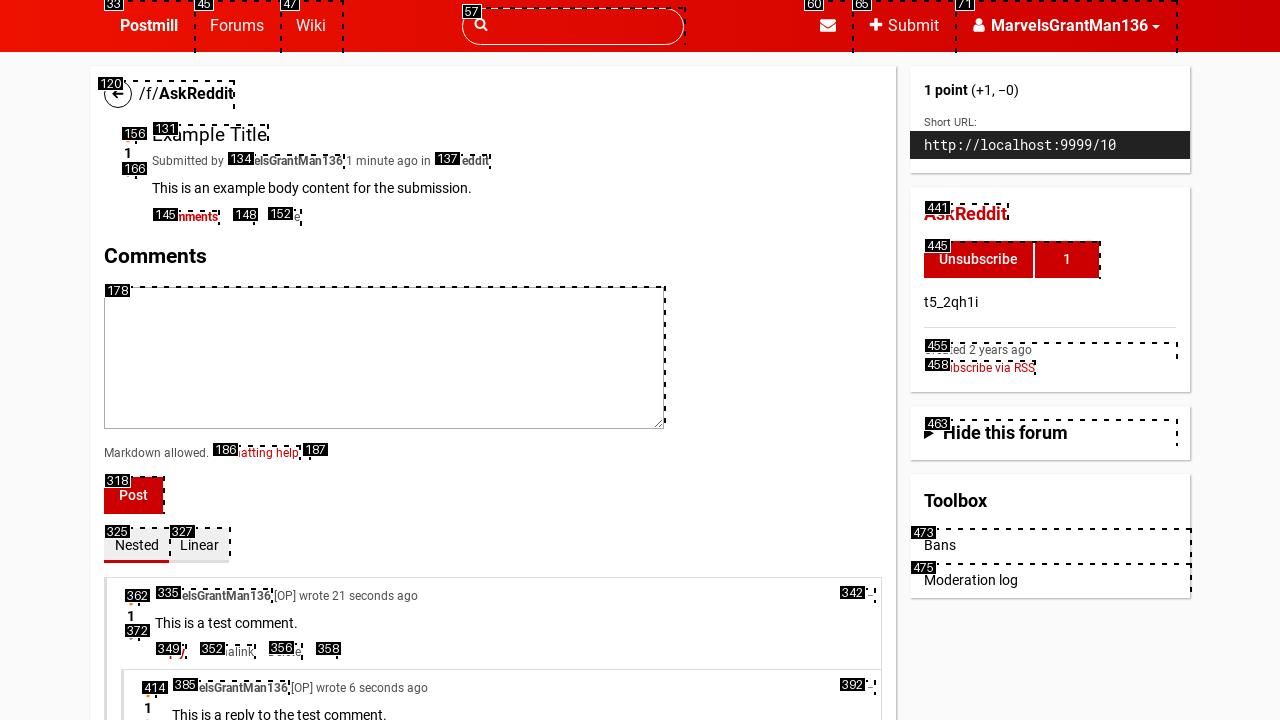 33 45 47 57 60 65 71
Postmill Forums Wiki Submit MarvelsGrantMan136
120
/f/AskReddit
156 131
Example Title
1
166
Submitted by 134 elsGrantMan136 1 minute ago in 137 eddit
This is an example body content for the submission.
145 nments 148 152 e
Comments
178
Markdown allowed. 186 atting help 187
318
Post
325 327
Nested Linear
362 335 elsGrantMan136 [OP] wrote 21 seconds ago 342
1
This is a test comment.
372
349 352 alink 356 358
414 385 elsGrantMan136 [OP] wrote 6 seconds ago 392
1
This is a reply to the test comment.
1 point (+1, −0)
Short URL:
http://localhost:9999/10
441
AskReddit
445
Unsubscribe 1
t5_2qh1i
455
Created 2 years ago
458 bscribe via RSS
463
Hide this forum
Toolbox
473
Bans
475
Moderation log